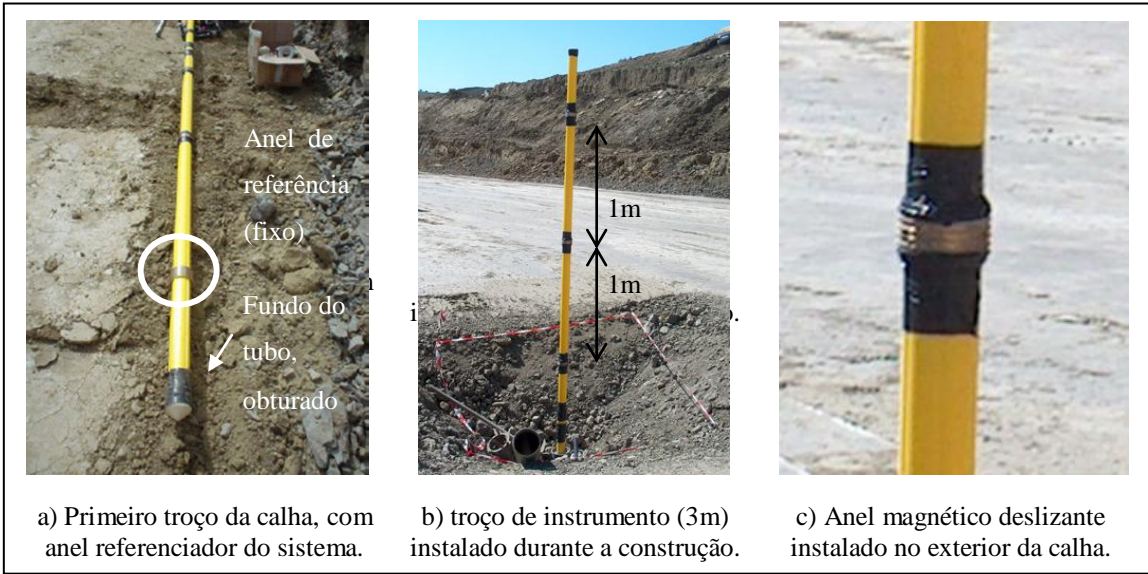 Anel de
referência
(fixo)
Fundo do
tubo,
obturado
a) Primeiro troço da calha, com
anel referenciador do sistema.
1m
1m
b) troço de instrumento (3m)
instalado durante a construção.
c) Anel magnético deslizante
instalado no exterior da calha.